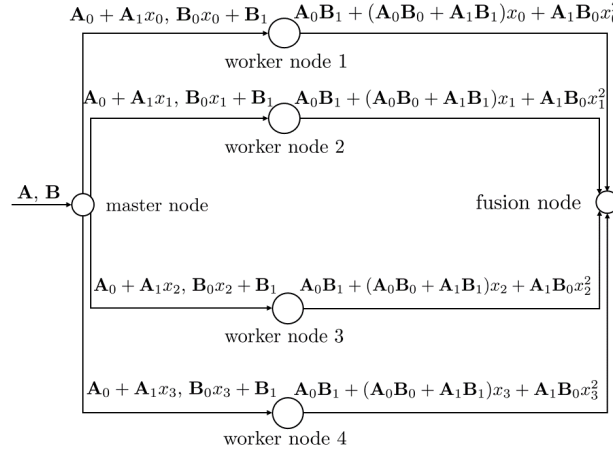 A₀ + A₁x₀, B₀x₀ + B₁ A₀B₁ + (A₀B₀ + A₁B₁)x₀ + A₁B₀x₀²
worker node 1
A₀ + A₁x₁, B₀x₁ + B₁ A₀B₁ + (A₀B₀ + A₁B₁)x₁ + A₁B₀x₁²
worker node 2
A, B
master node
fusion node
A₀ + A₁x₂, B₀x₂ + B₁ A₀B₁ + (A₀B₀ + A₁B₁)x₂ + A₁B₀x₂²
worker node 3
A₀ + A₁x₃, B₀x₃ + B₁ A₀B₁ + (A₀B₀ + A₁B₁)x₃ + A₁B₀x₃²
worker node 4